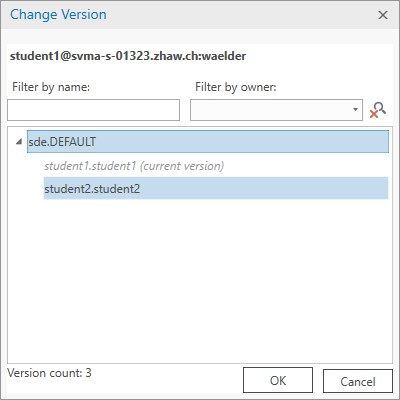 Change Version
student1@svma-s-01323.zhaw.ch:waelder
Filter by name: Filter by owner:
sde.DEFAULT
student1.student1 (current version)
student2.student2
Version count: 3
OK Cancel